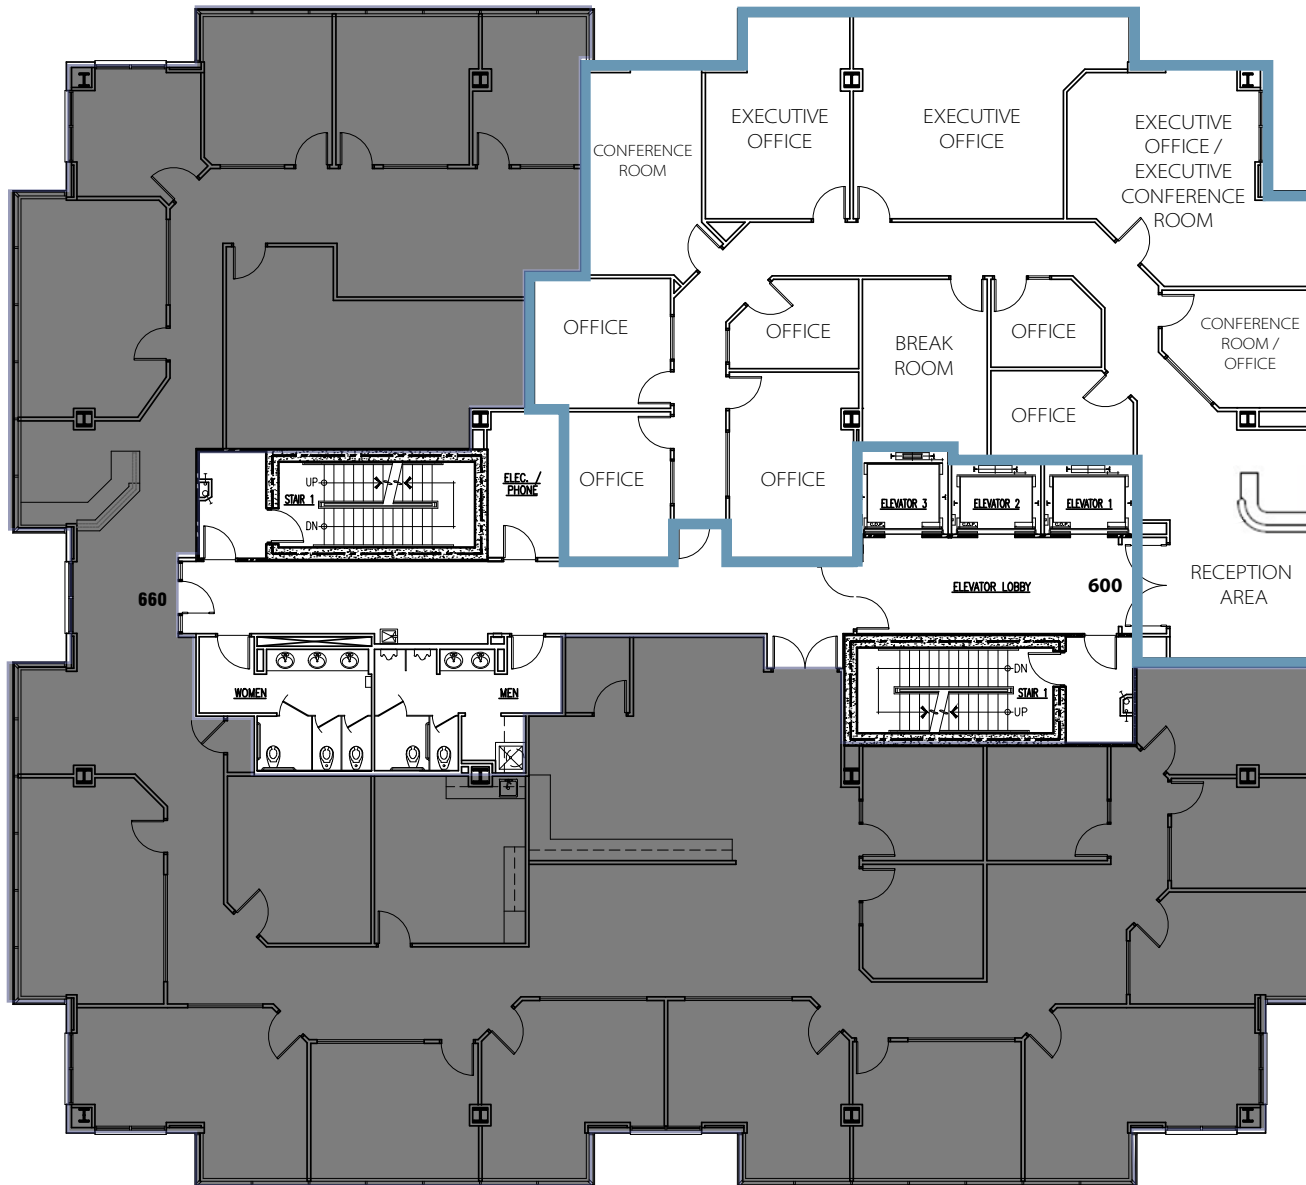 EXECUTIVE
OFFICE
EXECUTIVE
OFFICE
EXECUTIVE
OFFICE /
EXECUTIVE
CONFERENCE
ROOM
CONFERENCE
ROOM
OFFICE
OFFICE
BREAK
ROOM
OFFICE
CONFERENCE
ROOM /
OFFICE
OFFICE
OFFICE
OFFICE
ELEC. /
PHONE
UP
STAIR 1
DN
ELEVATOR 3
ELEVATOR 2
ELEVATOR 1
RECEPTION
AREA
660
ELEVATOR LOBBY
600
WOMEN
MEN
DN
STAIR 1
UP